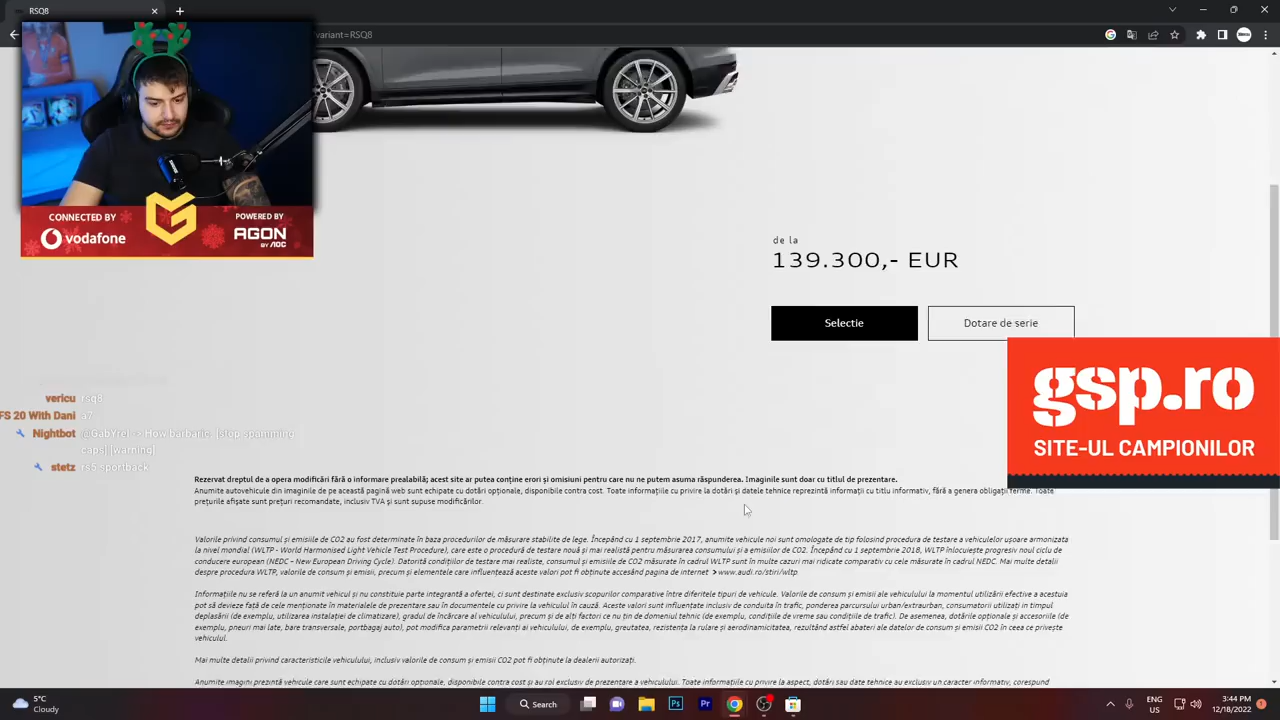 RSQ8
variant=RSQ8
CONNECTED BY
vodafone
POWERED BY
AGON
BY AOC
de la
139.300,- EUR
Selectie
Dotare de serie
gsp.ro
SITE-UL CAMPIONILOR
vericu rsq8
FS 20 With Dani a7
Nightbot @GabYrel -> How barbaric. [stop spamming
caps] [warning]
stetz rs5 sportback
Rezervat dreptul de a opera modificări fără o informare prealabilă; acest site ar putea conține erori și omisiuni pentru care nu ne putem asuma răspunderea. Imaginile sunt doar cu titlul de prezentare.
Anumite autovehicule din imaginile de pe această pagină web sunt echipate cu dotări opționale, disponibile contra cost. Toate informațiile cu privire la dotări și datele tehnice reprezintă informații cu titlu informativ, fără a genera obligații ferme. Toate
prețurile afișate sunt prețuri recomandate, inclusiv TVA și sunt supuse modificărilor.
Valorile privind consumul și emisiile de CO2 au fost determinate în baza procedurilor de măsurare stabilite de lege. Începând cu 1 septembrie 2017, anumite vehicule noi sunt omologate de tip folosind procedura de testare a vehiculelor ușoare armonizată
la nivel mondial (WLTP - World Harmonised Light Vehicle Test Procedure), care este o procedură de testare nouă și mai realistă pentru măsurarea consumului și a emisiilor de CO2. Începând cu 1 septembrie 2018, WLTP înlocuiește progresiv noul ciclu de
conducere european (NEDC - New European Driving Cycle). Datorită condițiilor de testare mai realiste, consumul și emisiile de CO2 măsurate în cadrul WLTP sunt în multe cazuri mai ridicate comparativ cu cele măsurate în cadrul NEDC. Mai multe detalii
despre procedura WLTP, valorile de consum și emisii, precum și elementele care influențează aceste valori pot fi obținute accesând pagina de internet >www.audi.ro/stiri/wltp.
Informațiile nu se referă la un anumit vehicul și nu constituie parte integrantă a ofertei, ci sunt destinate exclusiv scopurilor comparative între diferitele tipuri de vehicule. Valorile de consum și emisii ale vehiculului la momentul utilizării efective a acestuia
pot să devieze față de cele menționate în materialele de prezentare sau în documentele cu privire la vehiculul în cauză. Aceste valori sunt influențate inclusiv de conduita în trafic, ponderea parcursului urban/extraurban, consumatorii utilizați în timpul
deplasării (de exemplu, utilizarea instalației de climatizare), gradul de încărcare al vehiculului, precum și de alți factori ce nu țin de domeniul tehnic (de exemplu, condițiile de vreme sau condițiile de trafic). De asemenea, dotările opționale și accesoriile (de
exemplu, pneuri mai late, bare transversale, portbagaj auto), pot modifica parametrii relevanți ai vehiculului, de exemplu, greutatea, rezistența la rulare și aerodinamicitatea, rezultând astfel abateri ale datelor de consum și emisii CO2 în ceea ce privește
vehiculul.
Mai multe detalii privind caracteristicile vehiculului, inclusiv valorile de consum și emisii CO2 pot fi obținute la dealerii autorizați.
Anumite imagini prezintă vehicule care sunt echipate cu dotări opționale, disponibile contra cost și au rol exclusiv de prezentare a vehiculului. Toate informațiile cu privire la aspect, dotări sau date tehnice au un caracter informativ, corespund
5°C
Cloudy
Search
ENG
US
3:44 PM
12/18/2022